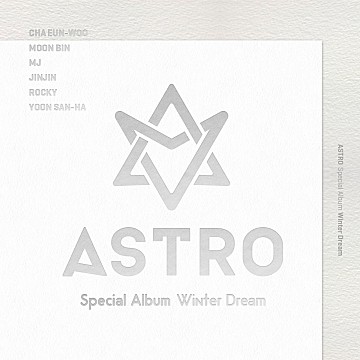 CHA EUN-WOO
MOON BIN
MJ
JINJIN
ROCKY
YOON SAN-HA
ASTRO
Special Album Winter Dream
ASTRO Special Album Winter Dream